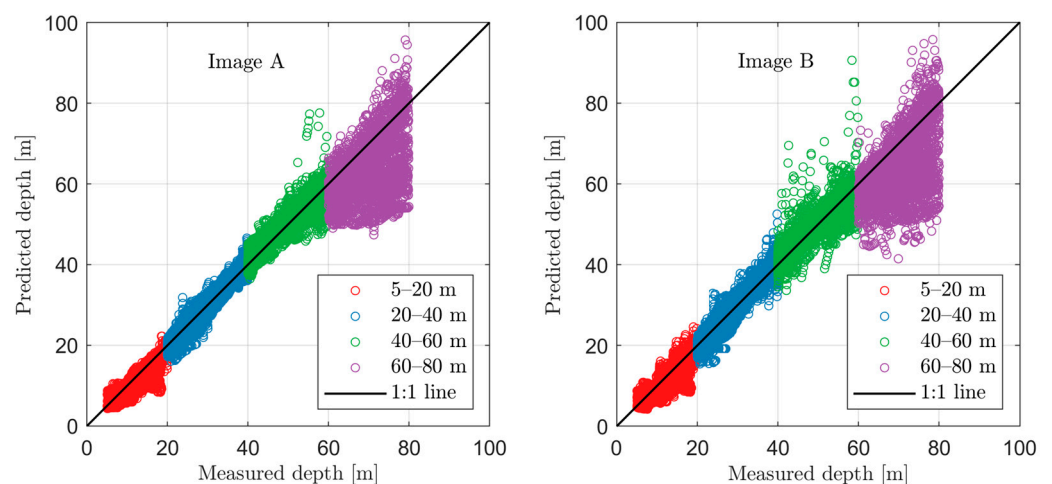 Image A
Predicted depth [m]
100
80
60
40
20
0
5–20 m
20–40 m
40–60 m
60–80 m
1:1 line
0 20 40 60 80 100
Measured depth [m]
Image B
Predicted depth [m]
100
80
60
40
20
0
5–20 m
20–40 m
40–60 m
60–80 m
1:1 line
0 20 40 60 80 100
Measured depth [m]